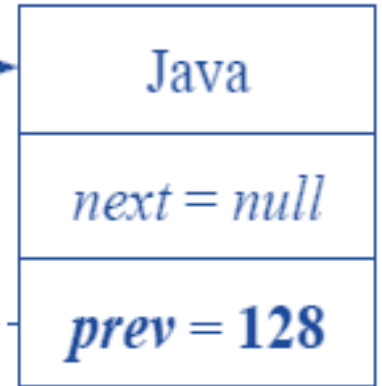 Java
next = null
prev = 128